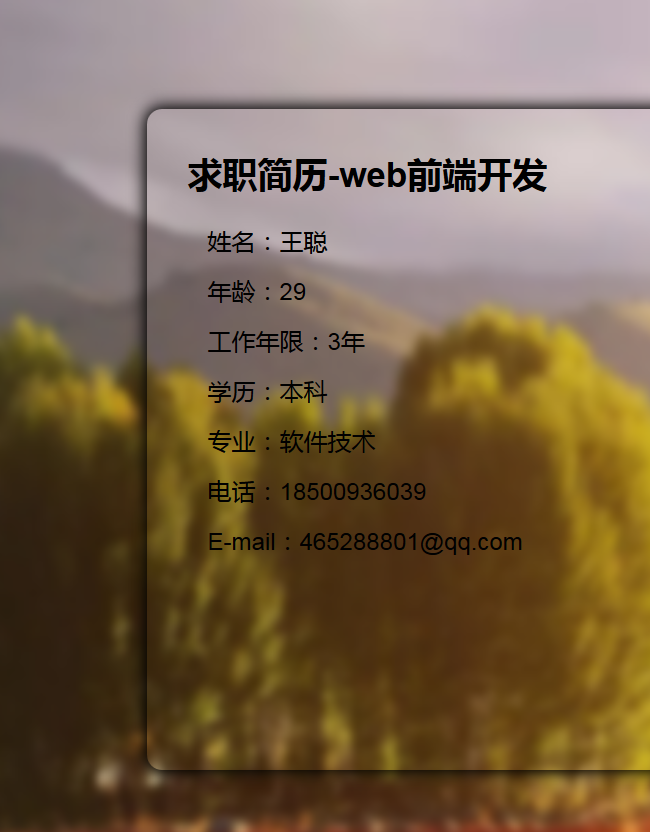 求职简历-web前端开发
姓名：王聪
年龄：29
工作年限：3年
学历：本科
专业：软件技术
电话：18500936039
E-mail：465288801@qq.com